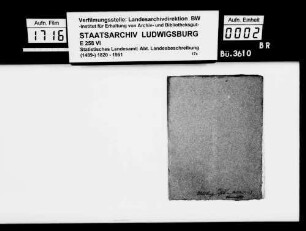 Aufn. Film
1716
Verfilmungsstelle: Landesarchivdirektion BW
-Institut für Erhaltung von Archiv- und Bibliotheksgut-
STAATSARCHIV LUDWIGSBURG
E 258 VI
Statistisches Landesamt: Abt. Landesbeschreibung
(1489-) 1820 - 1951
Aufn. Einheit
0002
BR
Bü.3610